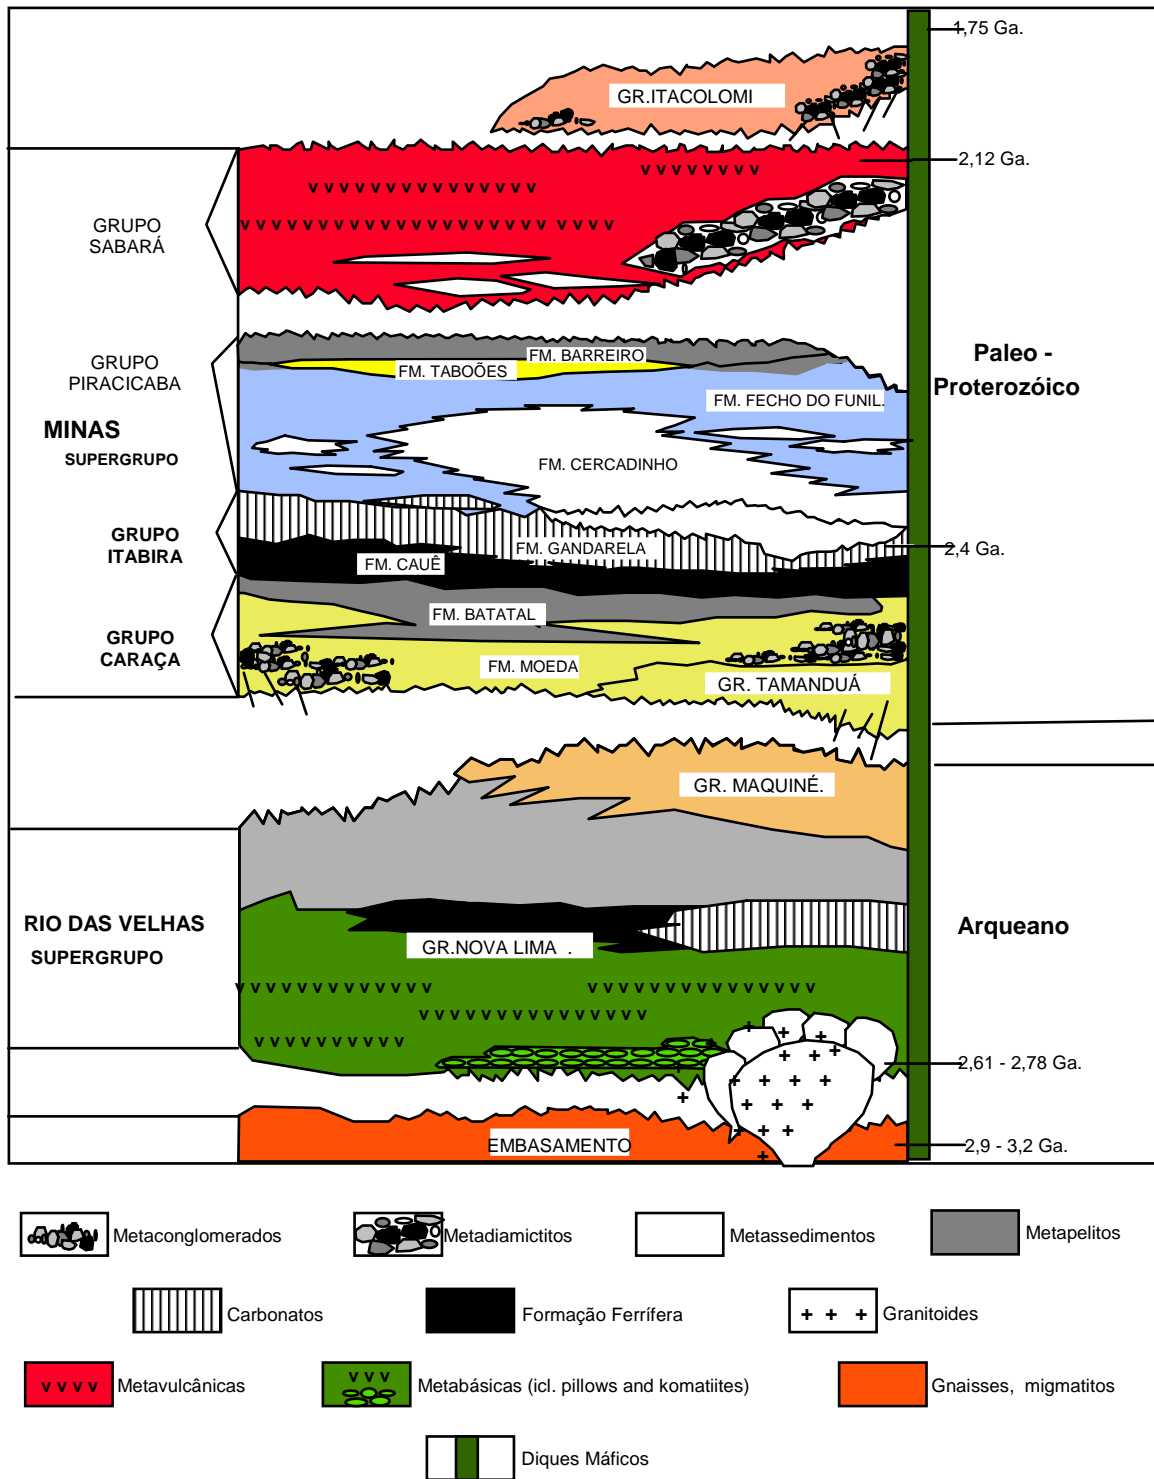 1,75 Ga.
GR.ITACOLOMI
2,12 Ga.
v v v v v v v v
v v v v v v v v v v v v v v v
v v v v v v v v v v v v v v v v v v v v v v v v
GRUPO
SABARÁ
GRUPO
PIRACICABA
FM. BARREIRO
FM. TABOÕES
FM. FECHO DO FUNIL.
Paleo -
Proterozóico
MINAS
SUPERGRUPO
FM. CERCADINHO
GRUPO
ITABIRA
FM. GANDARELA
FM. CAUÊ
2,4 Ga.
FM. BATATAL
GRUPO
CARAÇA
FM. MOEDA
GR. TAMANDUÁ
GR. MAQUINÉ.
RIO DAS VELHAS
SUPERGRUPO
GR.NOVA LIMA .
Arqueano
v v v v v v v v v v v v v v v v v v v v v v v v v v v
v v v v v v v v v v v v v v
v v v v v v v v v v
2,61 - 2,78 Ga.
EMBASAMENTO
2,9 - 3,2 Ga.
Metaconglomerados
Metadiamictitos
Metassedimentos
Metapelitos
Carbonatos
Formação Ferrífera
+ + + Granitoides
v v v v Metavulcânicas
v v v Metabásicas (icl. pillows and komatiites)
Gnaisses, migmatitos
Diques Máficos